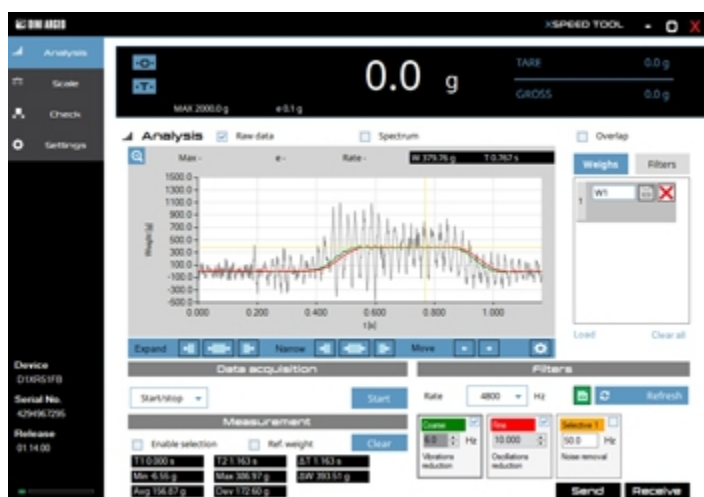 DINI ARGEO
XSPEED TOOL
Analysis
Scale
Check
Settings
0.0 g
TARE 0.0 g
GROSS 0.0 g
MAX 2000.0 g e 0.1 g
Analysis Raw data Spectrum Overlap
Max - e - Rate - W 379.76 g T 0.767 s
Weighs Filters
1 W1
Weight [g]
1500.0
1300.0
1100.0
900.0
700.0
500.0
300.0
100.0
-100.0
-300.0
-500.0
0.000 0.200 0.400 0.600 0.800 1.000
t [s]
Load Clear all
Expand Narrow Move
Data acquisition
Filters
Start/stop Start
Rate 4800 Hz Refresh
Measurement
Enable selection Ref. weight Clear
T1 0.000 s T2 1.163 s ΔT 1.163 s
Min -6.55 g Max 386.97 g ΔW 393.51 g
Avg 156.87 g Dev 172.60 g
Coarse Fine Selective 1
6.0 Hz 10.000 50.0 Hz
Vibrations reduction
Oscillations reduction
Noise removal
Device
D1XRS1FB
Serial No.
4294967295
Release
01.14.00
Send Receive